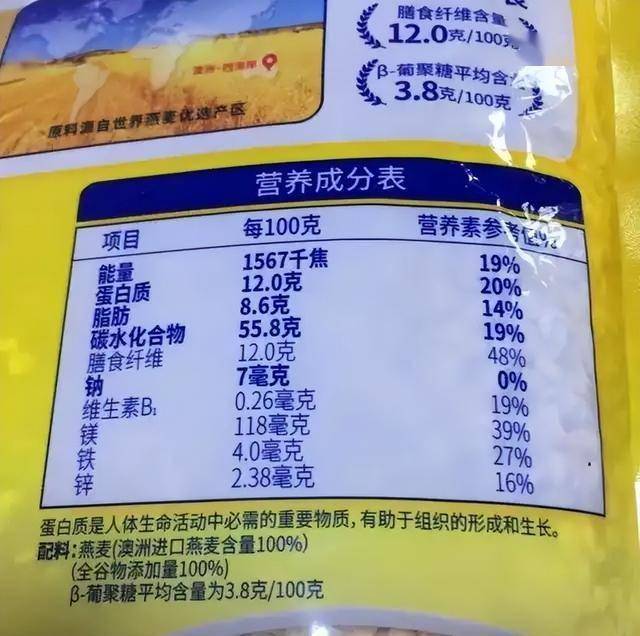 膳食纤维含量
12.0克/100克
β-葡聚糖平均含
3.8克/100克
澳洲·西海岸
原料源自世界燕麦优选产区
营养成分表
项目 每100克 营养素参考值%
能量 1567千焦 19%
蛋白质 12.0克 20%
脂肪 8.6克 14%
碳水化合物 55.8克 19%
膳食纤维 12.0克 48%
钠 7毫克 0%
维生素B₁ 0.26毫克 19%
镁 118毫克 39%
铁 4.0毫克 27%
锌 2.38毫克 16%
蛋白质是人体生命活动中必需的重要物质,有助于组织的形成和生长。
配料:燕麦(澳洲进口燕麦含量100%)
(全谷物添加量100%)
β-葡聚糖平均含量为3.8克/100克